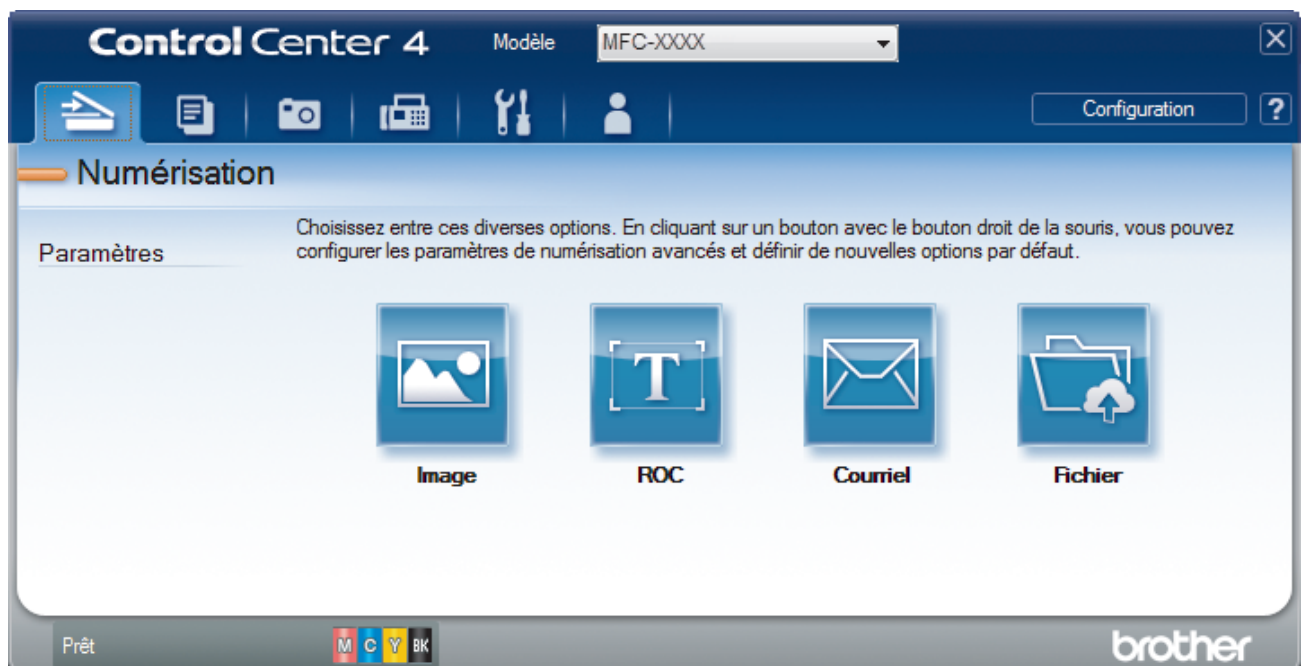 Control Center 4 Modèle MFC-XXXX
Configuration ?
Numérisation
Paramètres
Choisissez entre ces diverses options. En cliquant sur un bouton avec le bouton droit de la souris, vous pouvez
configurer les paramètres de numérisation avancés et définir de nouvelles options par défaut.
T
Image ROC Courriel Fichier
Prêt M C Y BK brother